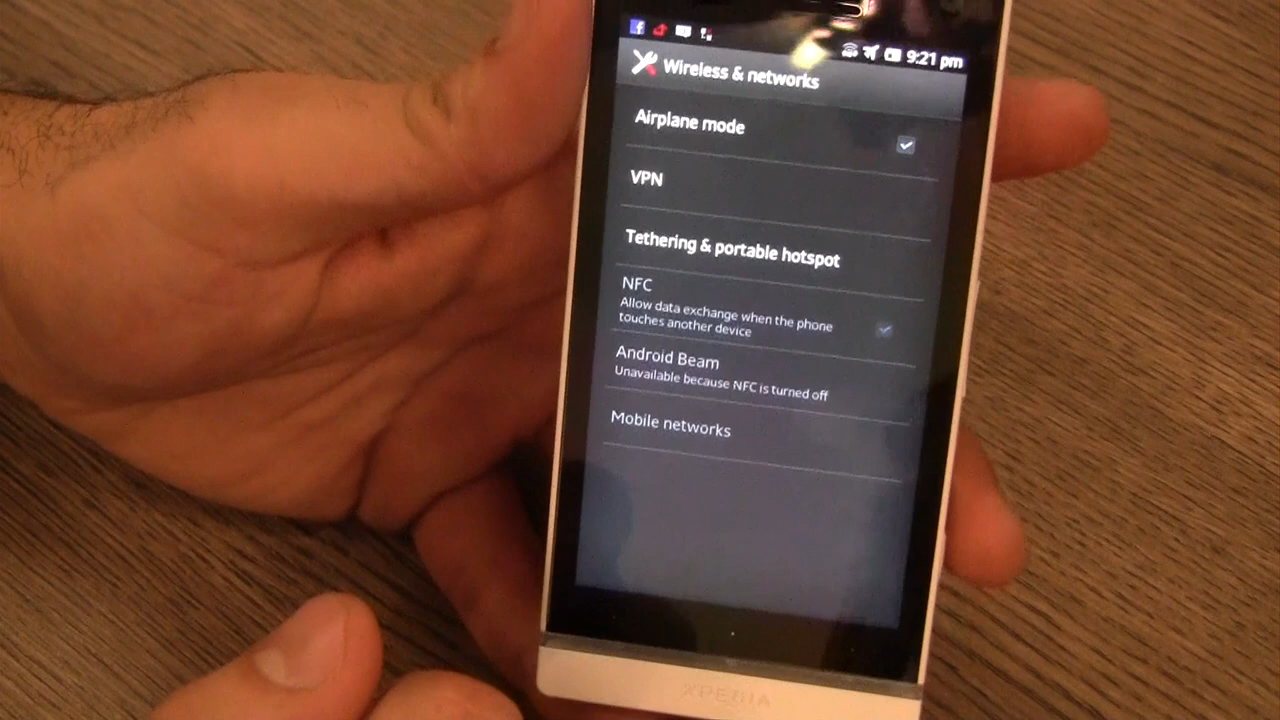 9:21 pm
Wireless & networks
Airplane mode
VPN
Tethering & portable hotspot
NFC
Allow data exchange when the phone
touches another device
Android Beam
Unavailable because NFC is turned off
Mobile networks
XPERIA